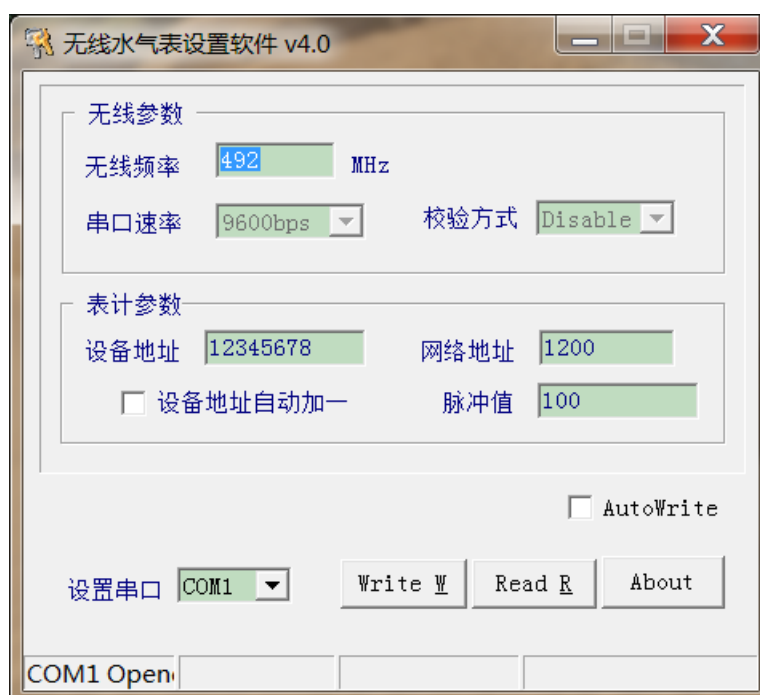 无线水气表设置软件 v4.0
无线参数
无线频率 492 MHz
串口速率 9600bps 校验方式 Disable
表计参数
设备地址 12345678 网络地址 1200
设备地址自动加一 脉冲值 100
AutoWrite
设置串口 COM1 Write W Read R About
COM1 Open